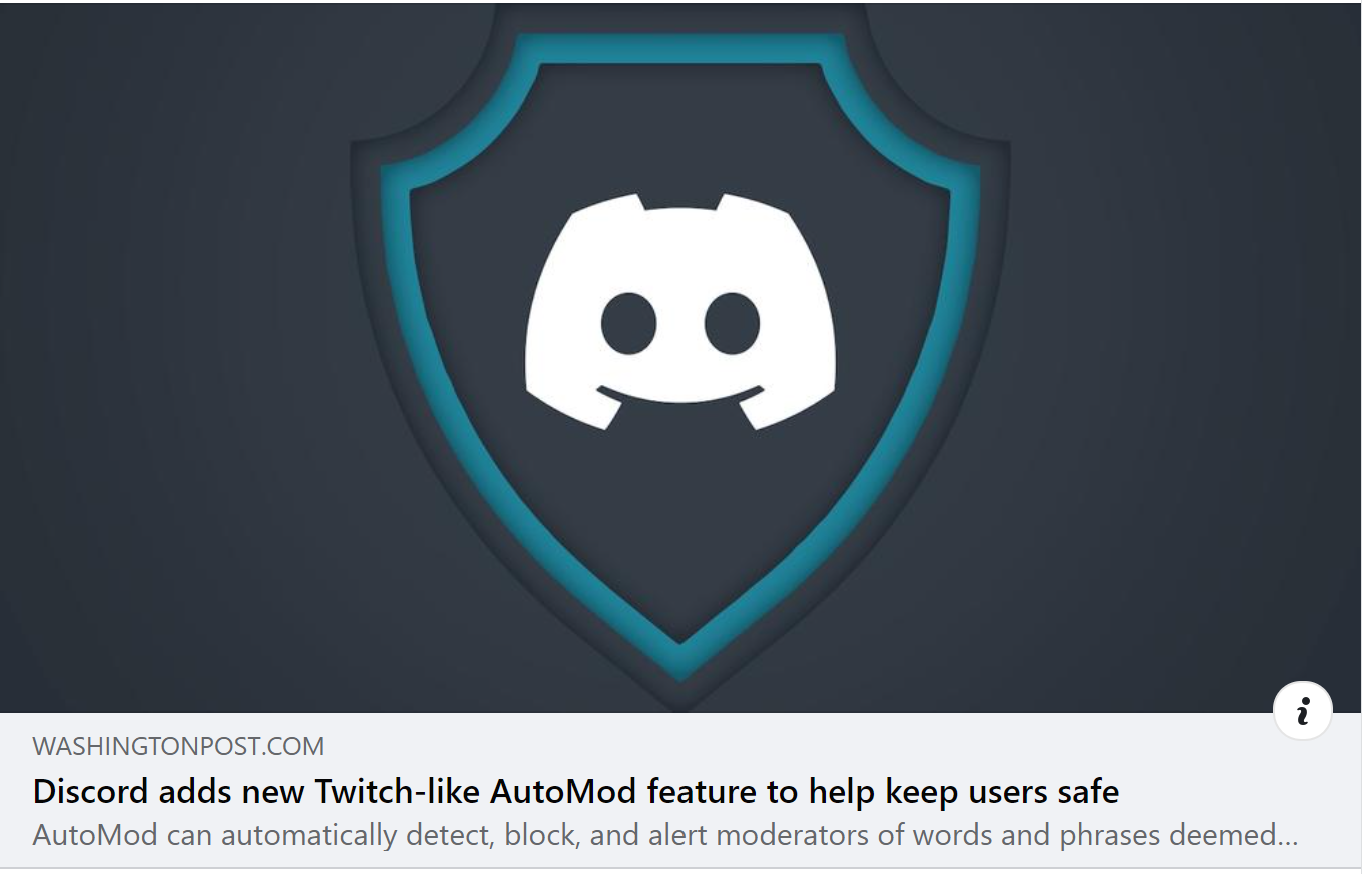 WASHINGTONPOST.COM
Discord adds new Twitch-like AutoMod feature to help keep users safe
AutoMod can automatically detect, block, and alert moderators of words and phrases deemed...